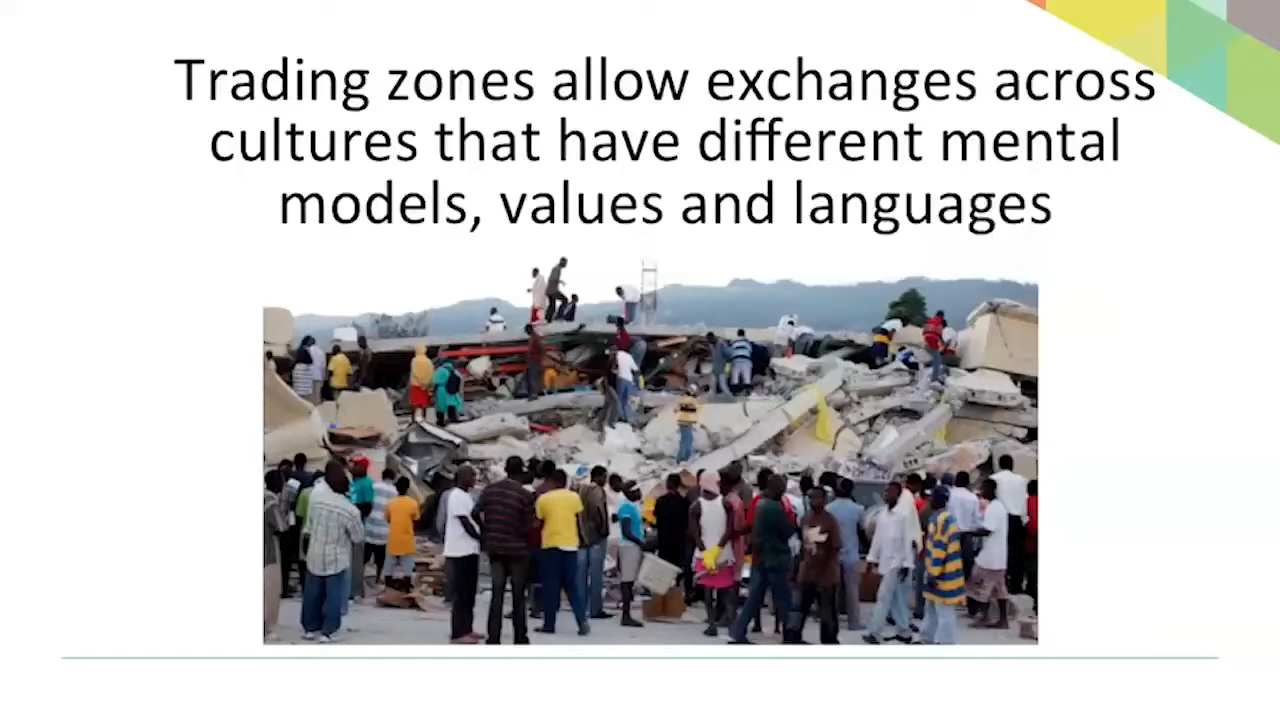 Trading zones allow exchanges across
cultures that have different mental
models, values and languages